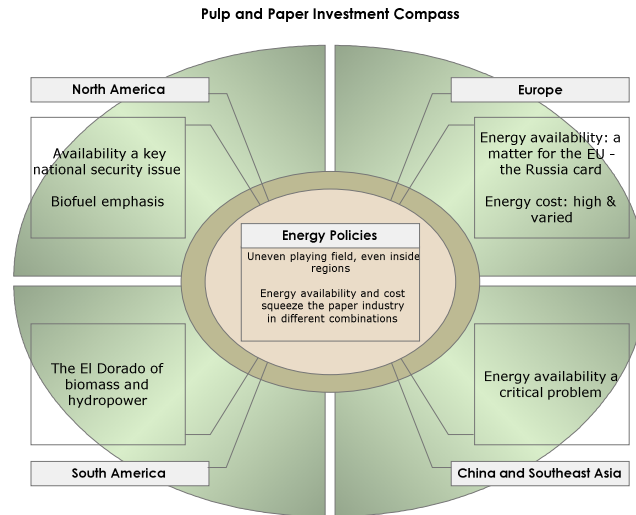 Pulp and Paper Investment Compass
North America
Availability a key
national security issue
Biofuel emphasis
Europe
Energy availability: a
matter for the EU –
the Russia card
Energy cost: high &
varied
Energy Policies
Uneven playing field, even inside
regions
Energy availability and cost
squeeze the paper industry
in different combinations
The El Dorado of
biomass and
hydropower
South America
Energy availability a
critical problem
China and Southeast Asia